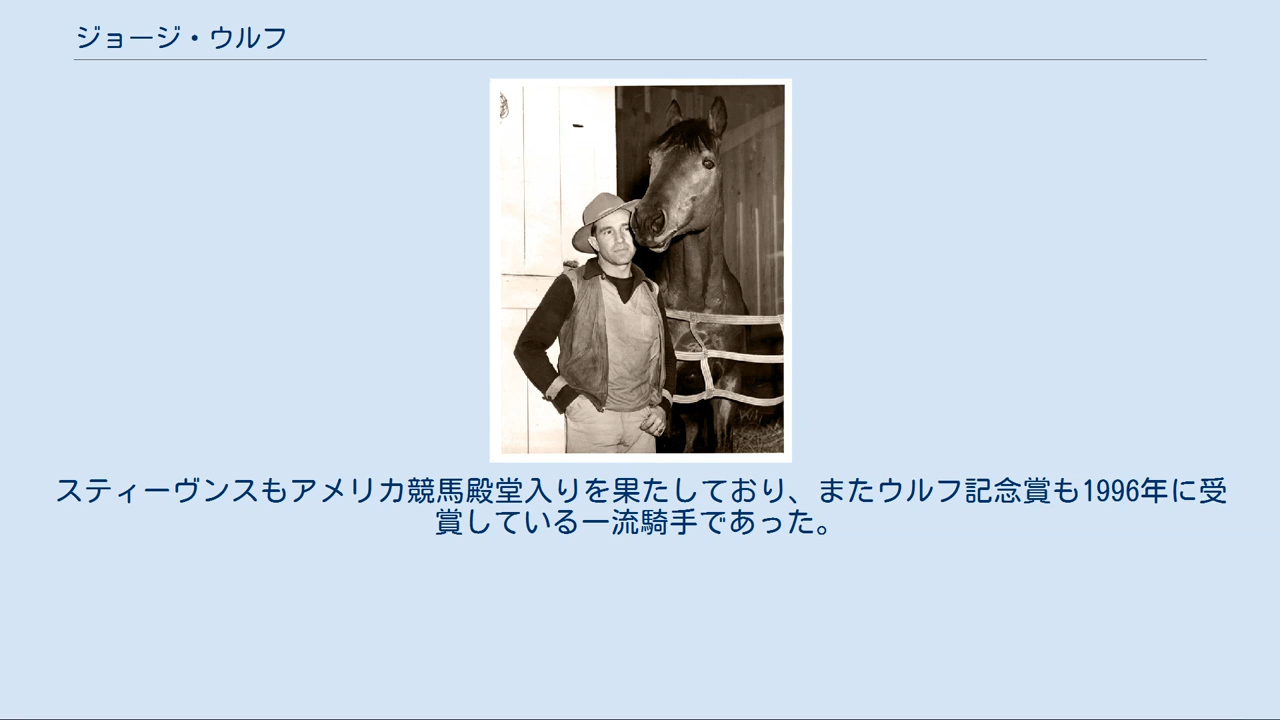 ジョージ・ウルフ
スティーヴンスもアメリカ競馬殿堂入りを果たしており、またウルフ記念賞も1996年に受
賞している一流騎手であった。